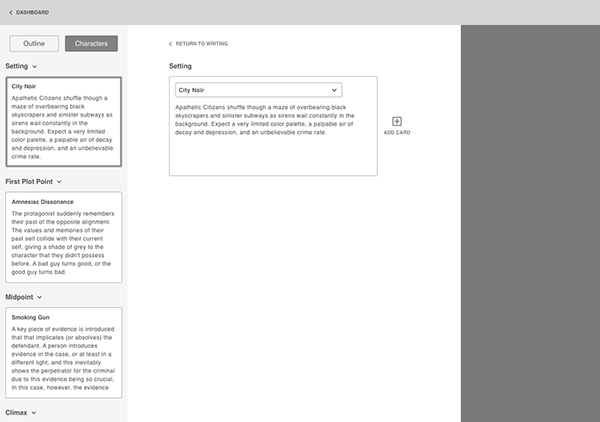 DASHBOARD
Outline
Characters
Setting
City Noir
Apathetic Citizens shuffle though a
maze of overbearing black
skyscrapers and sinister subways as
sirens wail constantly in the
background. Expect a very limited
color palette, a palpable air of decay
and depression, and an unbelievable
crime rate.
First Plot Point
Amnesiac Dissonance
The protagonist suddenly remembers
their past of the opposite alignment.
The values and memories of their
past self collide with their current
self, giving a shade of grey to the
character that they didn't possess
before. A bad guy turns good, or the
good guy turns bad.
Midpoint
Smoking Gun
A key piece of evidence is introduced
that that implicates (or absolves) the
defendant. A person introduces
evidence in the case, or at least in a
different light, and this inevitably
shows the perpetrator for the criminal
due to this evidence being so crucial.
In this case, however, the evidence
Climax
RETURN TO WRITING
Setting
City Noir
Apathetic Citizens shuffle though a maze of overbearing black
skyscrapers and sinister subways as sirens wail constantly in the
background. Expect a very limited color palette, a palpable air of
decay and depression, and an unbelievable crime rate.
ADD CARD